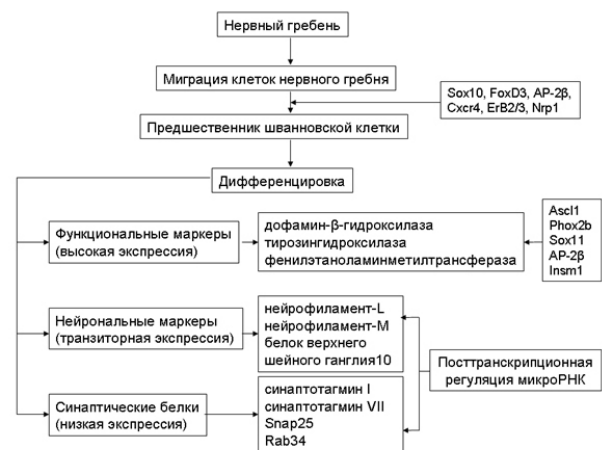 Нервный гребень
Миграция клеток нервного гребня
Sox10, FoxD3, AP-2β,
Cxcr4, ErB2/3, Nrp1
Предшественник шванновской клетки
Дифференцировка
Функциональные маркеры
(высокая экспрессия)
дофамин-β-гидроксилаза
тирозингидроксилаза
фенилэтаноламинметилтрансфераза
Ascl1
Phox2b
Sox11
AP-2β
Insm1
Нейрональные маркеры
(транзиторная экспрессия)
нейрофиламент-L
нейрофиламент-M
белок верхнего
шейного ганглия10
Посттранскрипционная
регуляция микроРНК
Синаптические белки
(низкая экспрессия)
синаптотагмин I
синаптотагмин VII
Snap25
Rab34